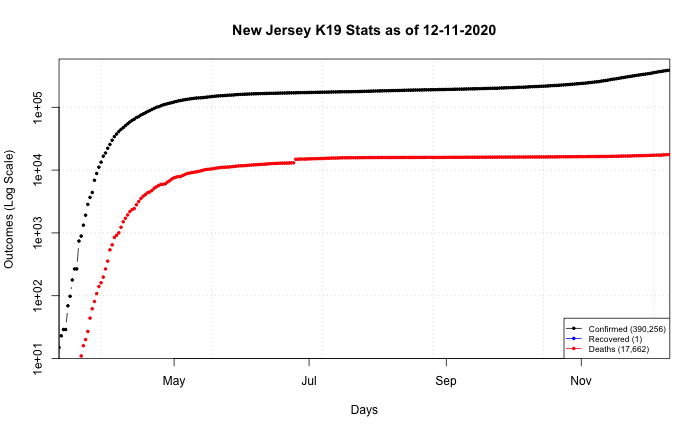 New Jersey K19 Stats as of 12-11-2020
Outcomes (Log Scale)
1e+05
1e+04
1e+03
1e+02
1e+01
Confirmed (390,256)
Recovered (1)
Deaths (17,662)
May
Jul
Sep
Nov
Days